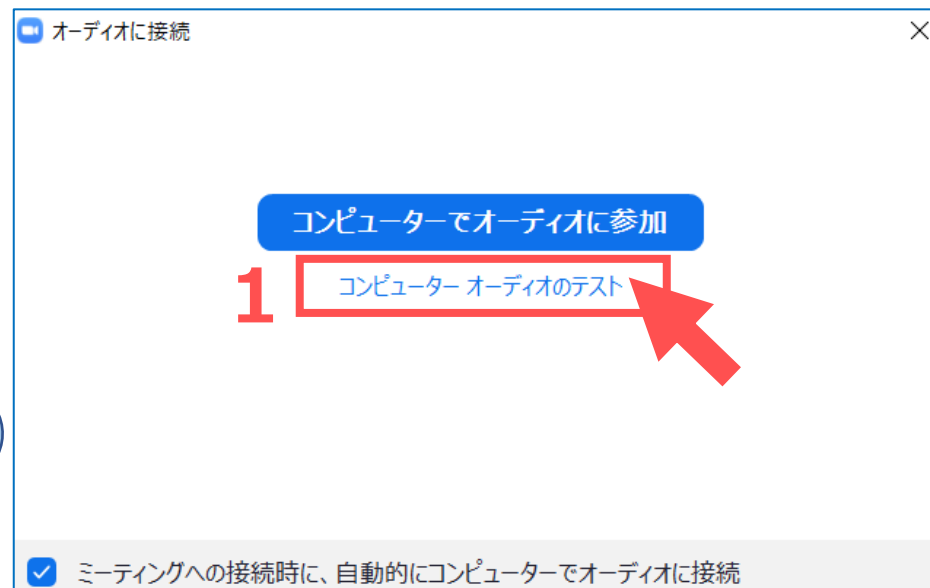 オーディオに接続
コンピューターでオーディオに参加
1
コンピューター オーディオのテスト
ミーティングへの接続時に、自動的にコンピューターでオーディオに接続